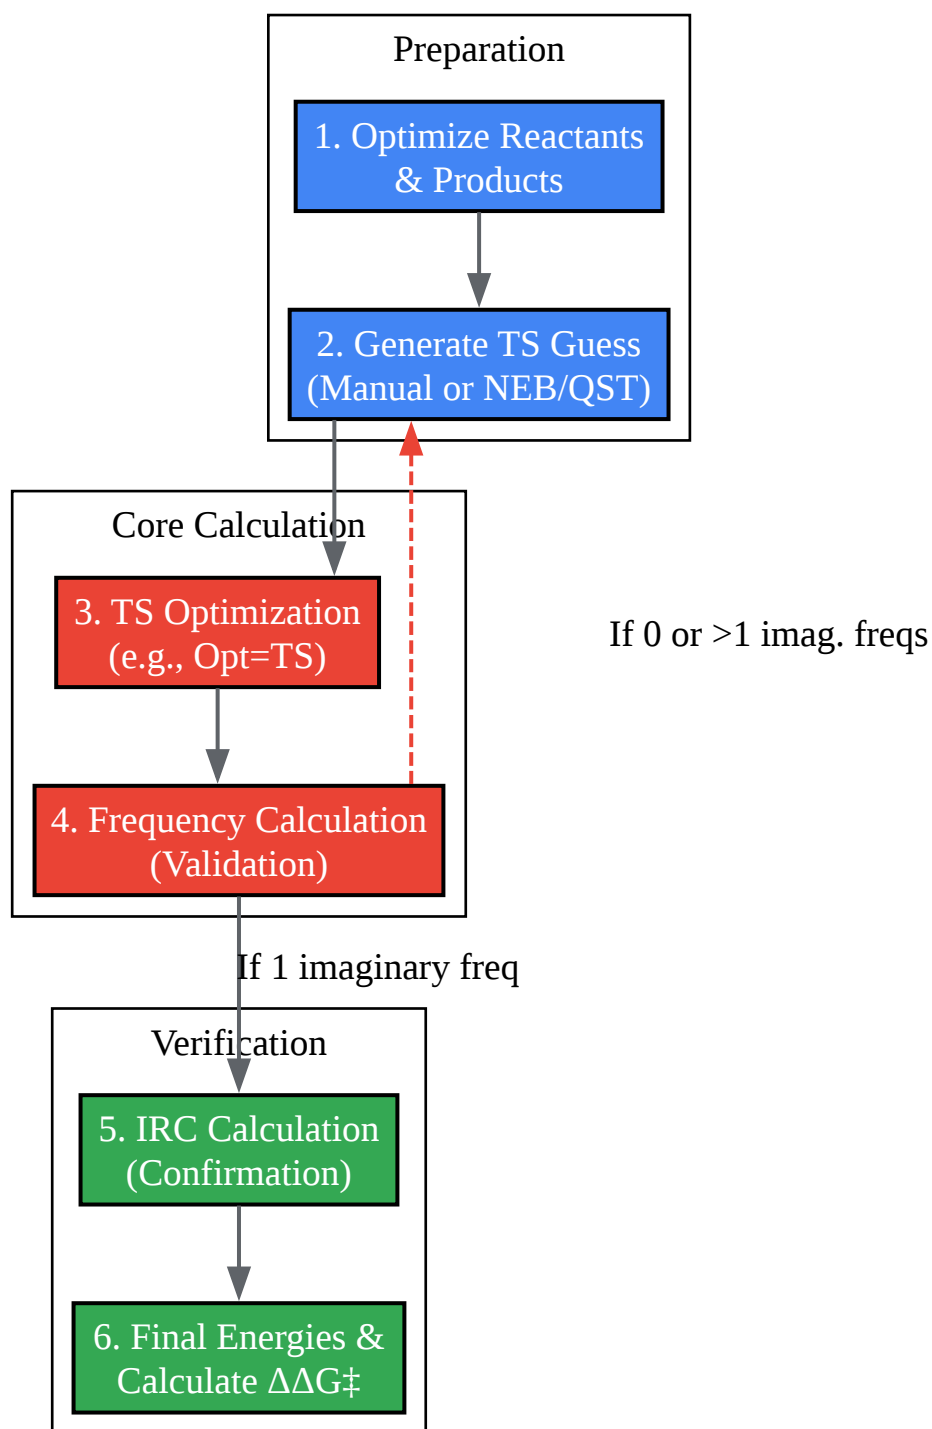 Preparation
1. Optimize Reactants
& Products
2. Generate TS Guess
(Manual or NEB/QST)
Core Calculation
3. TS Optimization
(e.g., Opt=TS)
If 0 or >1 imag. freqs
4. Frequency Calculation
(Validation)
If 1 imaginary freq
Verification
5. IRC Calculation
(Confirmation)
6. Final Energies &
Calculate ΔΔG‡